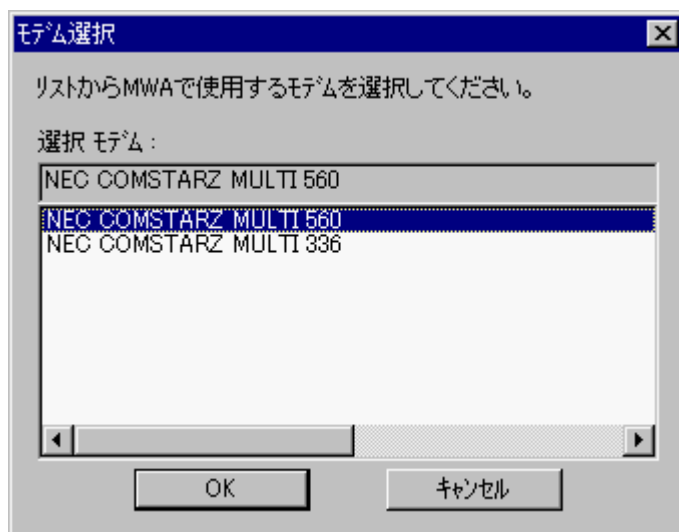 ﾓﾃﾞﾑ選択
ﾘｽﾄからMWAで使用するﾓﾃﾞﾑを選択してください。
選択 ﾓﾃﾞﾑ :
NEC COMSTARZ MULTI 560
NEC COMSTARZ MULTI 560
NEC COMSTARZ MULTI 336
OK
ｷｬﾝｾﾙ